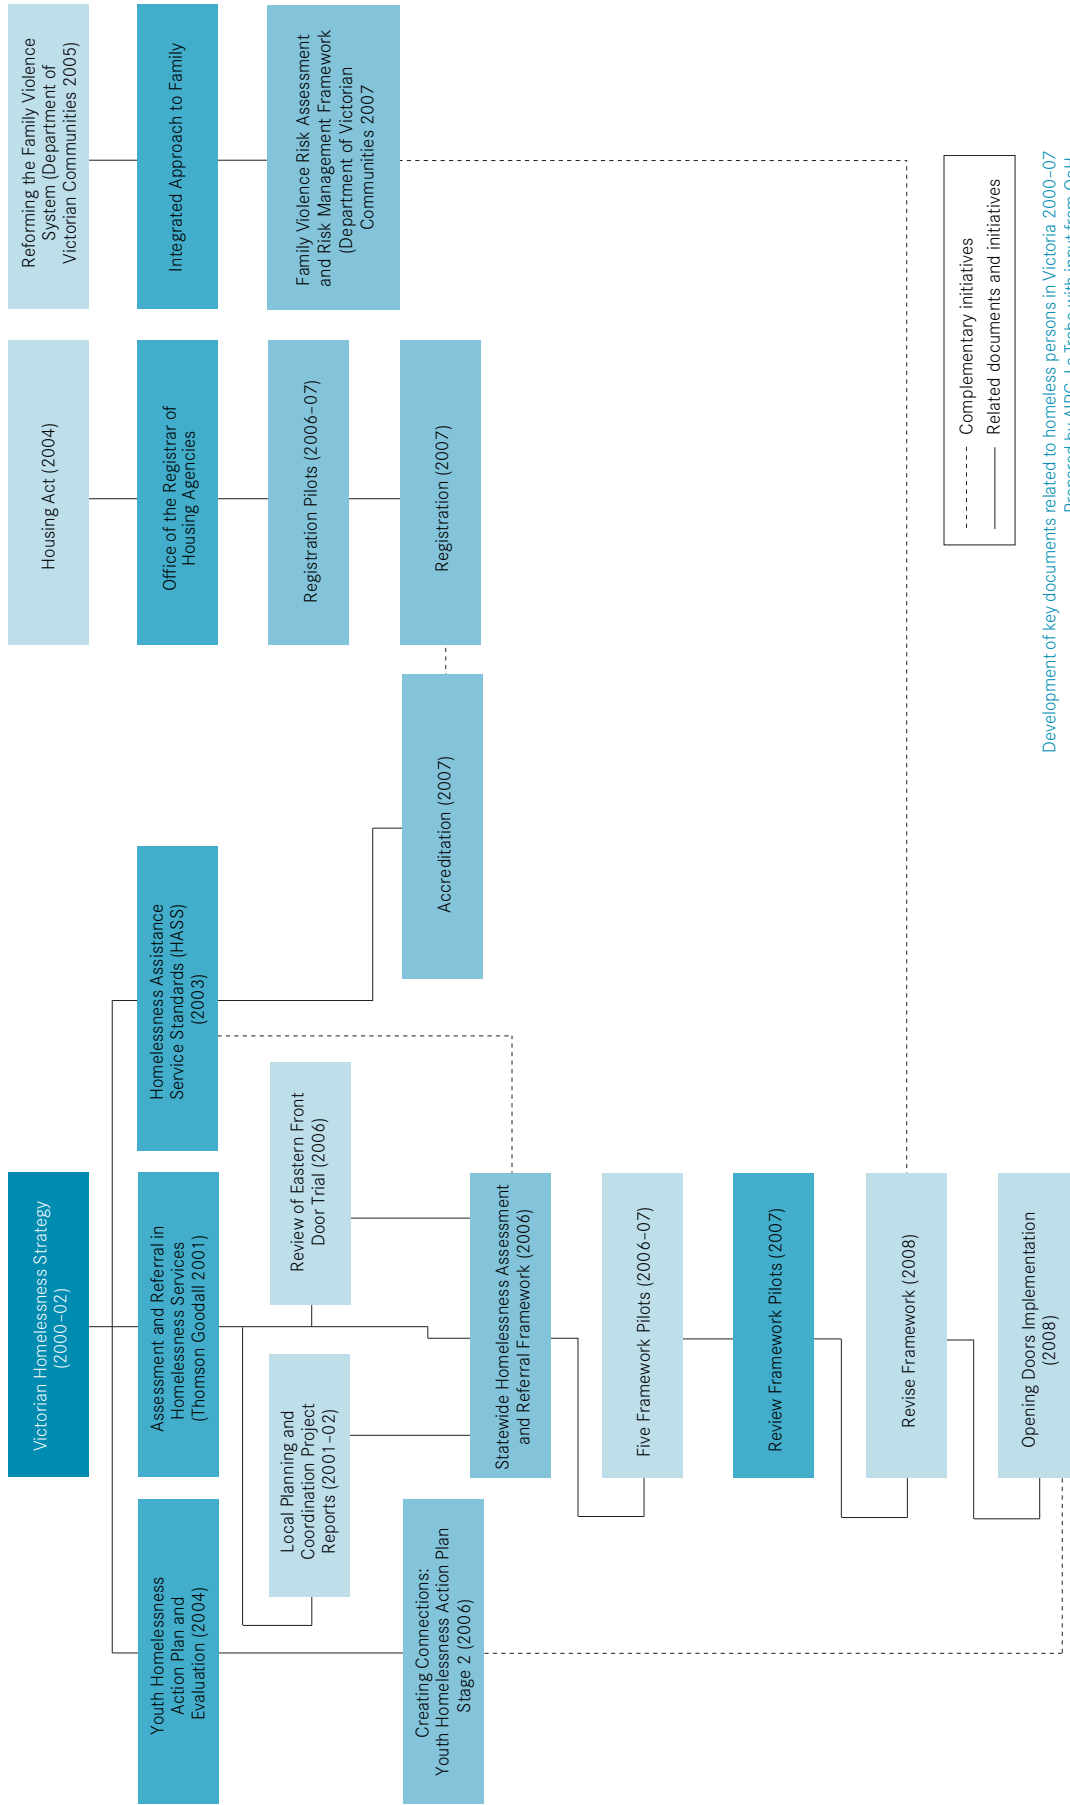 Victorian Homelessness Strategy
(2000–02)
Housing Act (2004)
Reforming the Family Violence
System (Department of
Victorian Communities 2005)
Youth Homelessness
Action Plan and
Evaluation (2004)
Assessment and Referral in
Homelessness Services
(Thomson Goodall 2001)
Homelessness Assistance
Service Standards (HASS)
(2003)
Office of the Registrar of
Housing Agencies
Integrated Approach to Family
Local Planning and
Coordination Project
Reports (2001–02)
Review of Eastern Front
Door Trial (2006)
Registration Pilots (2006–07)
Family Violence Risk Assessment
and Risk Management Framework
(Department of Victorian
Communities 2007
Creating Connections:
Youth Homelessness Action Plan
Stage 2 (2006)
Accreditation (2007)
Registration (2007)
Statewide Homelessness Assessment
and Referral Framework (2006)
Five Framework Pilots (2006–07)
Review Framework Pilots (2007)
Revise Framework (2008)
Opening Doors Implementation
(2008)
Complementary initiatives
Related documents and initiatives
Development of key documents related to homeless persons in Victoria 2000–07
Prepared by La Trobe with input from